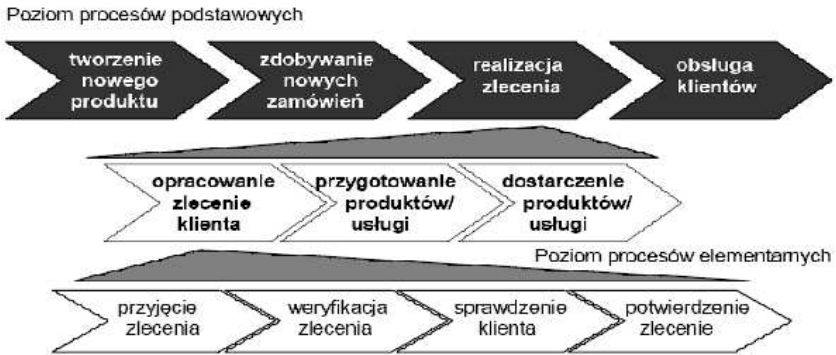 Poziom procesów podstawowych
tworzenie
nowego
produktu
zdobywanie
nowych
zamówień
realizacja
zlecenia
obsługa
klientów
opracowanie
zlecenie
klienta
przygotowanie
produktów/
usługi
dostarczenie
produktów/
usługi
Poziom procesów elementarnych
przyjęcie
zlecenia
weryfikacja
zlecenia
sprawdzenie
klienta
potwierdzenie
zlecenie